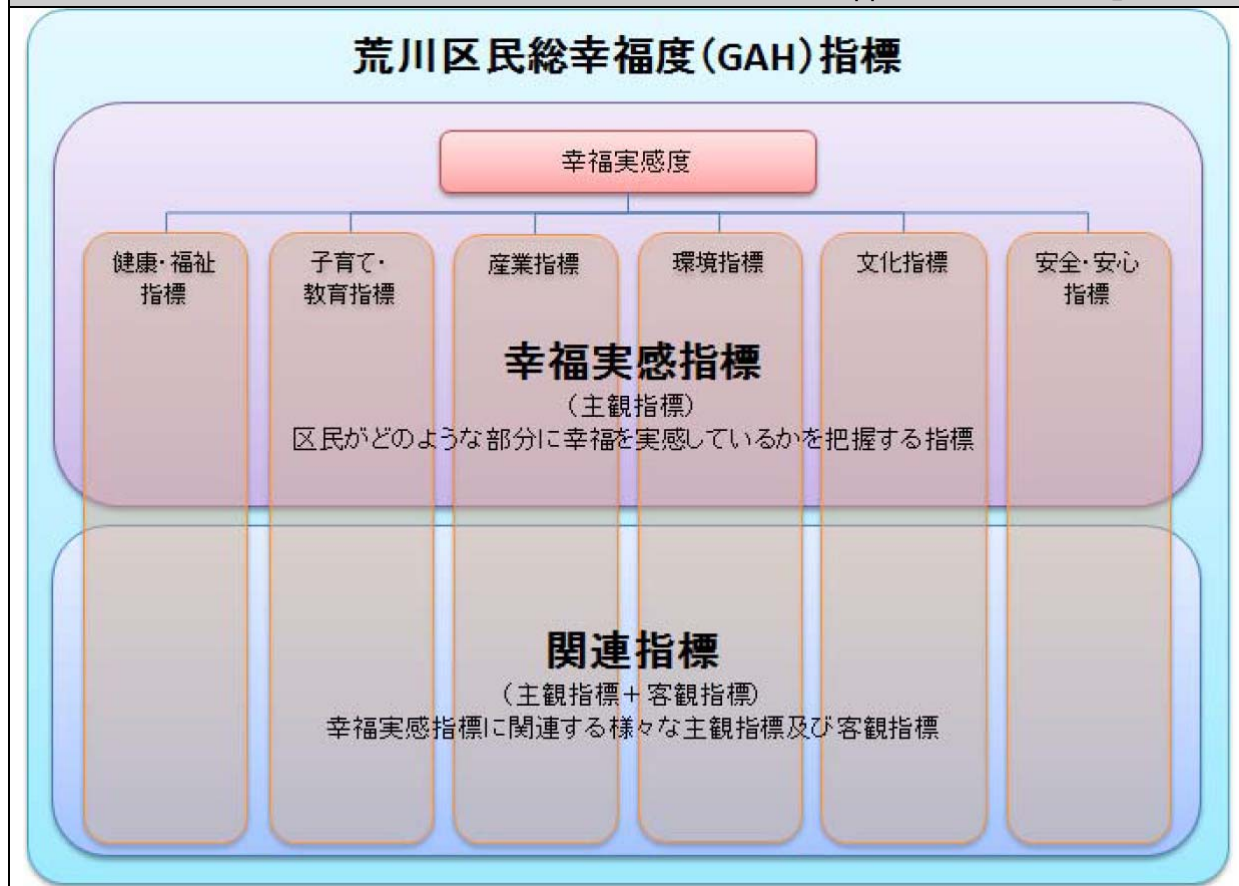 荒川区民総幸福度(GAH)指標
幸福実感度
健康・福祉
指標
子育て・
教育指標
産業指標
環境指標
文化指標
安全・安心
指標
幸福実感指標
(主観指標)
区民がどのような部分に幸福を実感しているかを把握する指標
関連指標
(主観指標+客観指標)
幸福実感指標に関連する様々な主観指標及び客観指標